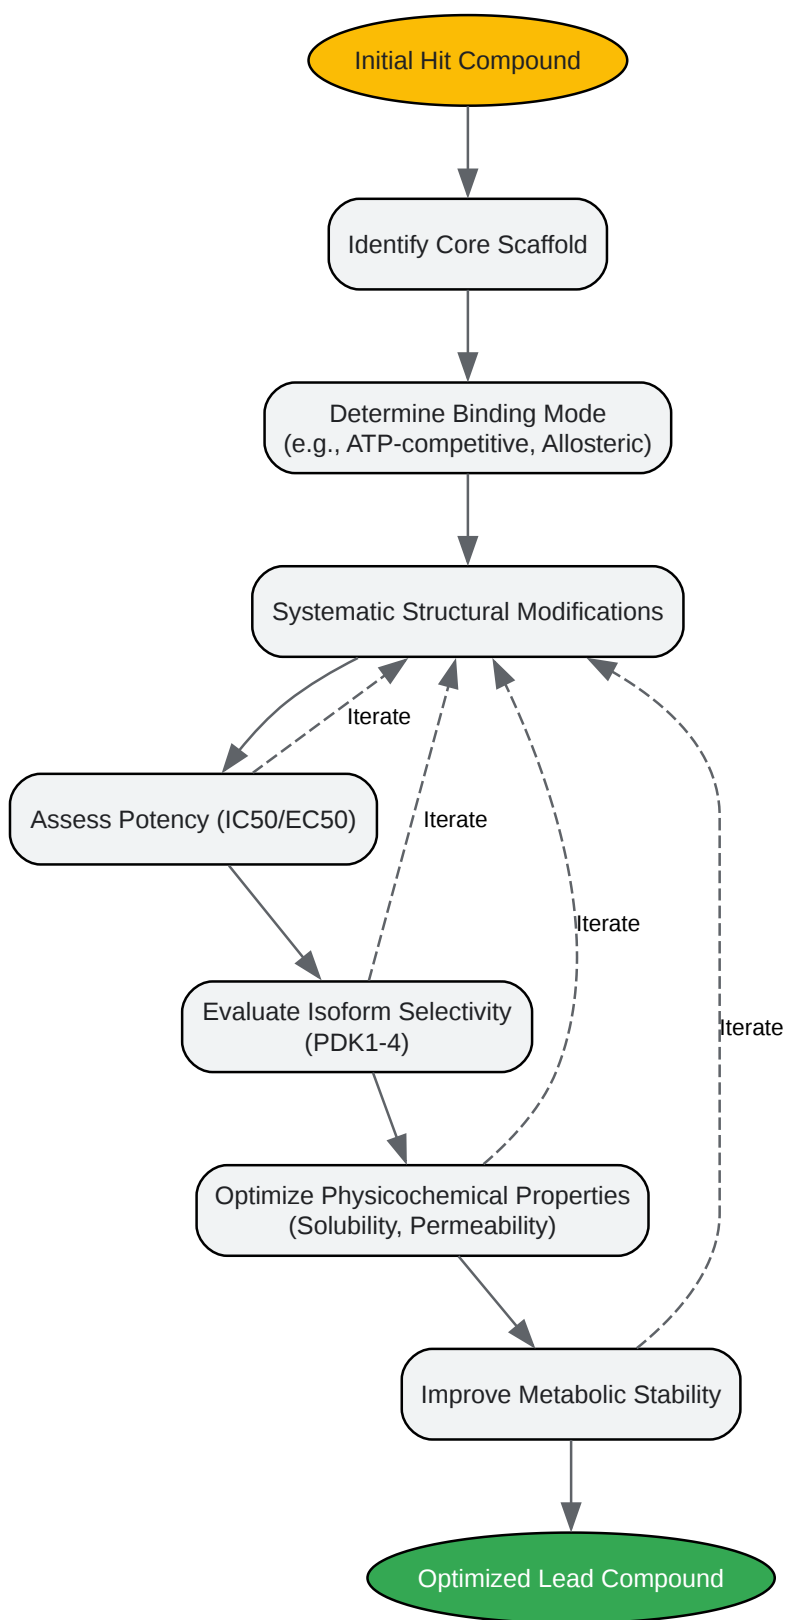 Initial Hit Compound
Identify Core Scaffold
Determine Binding Mode
(e.g., ATP-competitive, Allosteric)
Systematic Structural Modifications
Iterate
Assess Potency (IC50/EC50)
Iterate
Iterate
Evaluate Isoform Selectivity
(PDK1-4)
Iterate
Optimize Physicochemical Properties
(Solubility, Permeability)
Improve Metabolic Stability
Optimized Lead Compound